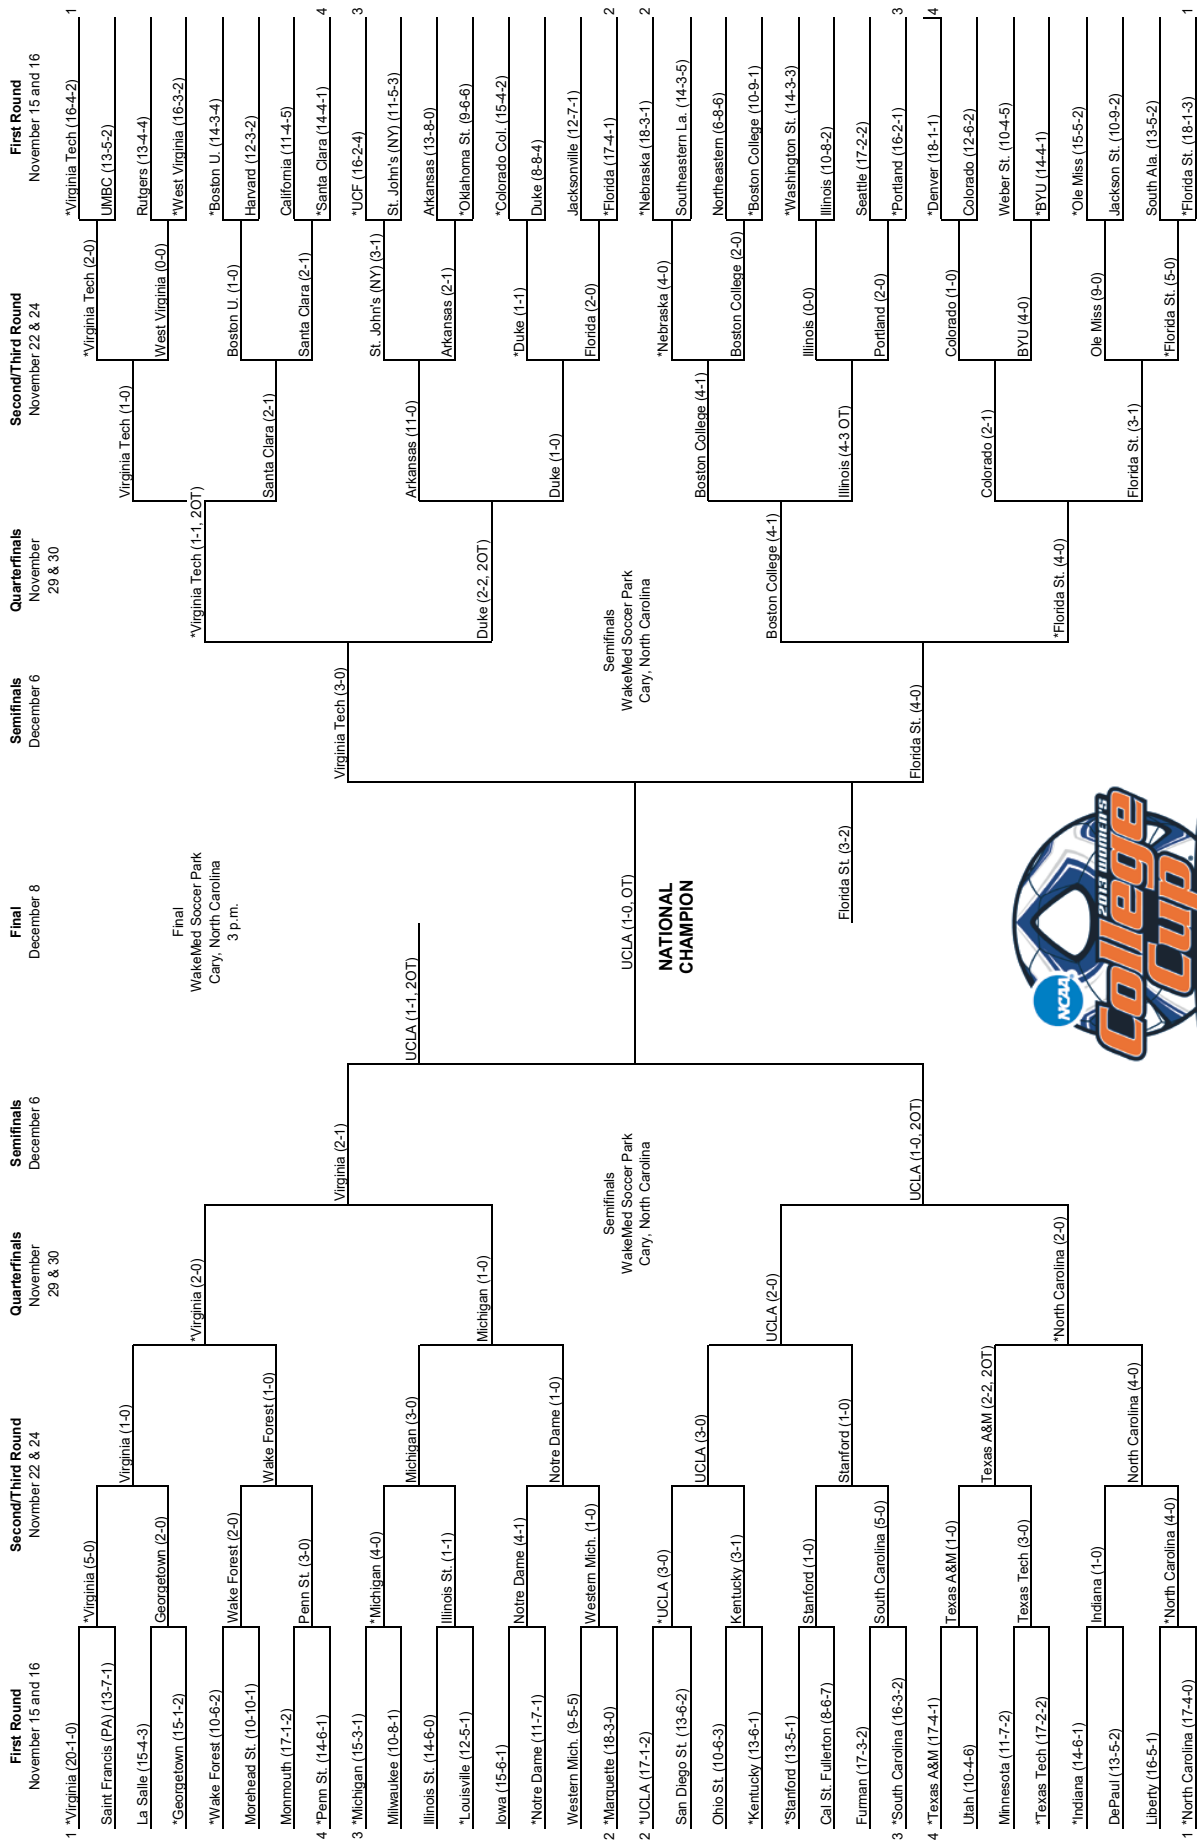 First Round
November 15 and 16
Second/Third Round
Novmber 22 & 24
Quarterfinals
November
29 & 30
Semifinals
December 6
Final
December 8
Semifinals
December 6
Quarterfinals
November
29 & 30
Second/Third Round
November 22 & 24
First Round
November 15 and 16
1 *Virginia (20-1-0)
Saint Francis (PA) (13-7-1)
La Salle (15-4-3)
*Georgetown (15-1-2)
*Wake Forest (10-6-2)
Morehead St. (10-10-1)
Monmouth (17-1-2)
4 *Penn St. (14-6-1)
3 *Michigan (15-3-1)
Milwaukee (10-8-1)
Illinois St. (14-6-0)
*Louisville (12-5-1)
Iowa (15-6-1)
*Notre Dame (11-7-1)
Western Mich. (9-5-5)
2 *Marquette (18-3-0)
2 *UCLA (17-1-2)
San Diego St. (13-6-2)
Ohio St. (10-6-3)
*Kentucky (13-6-1)
*Stanford (13-5-1)
Cal St. Fullerton (8-6-7)
Furman (17-3-2)
3 *South Carolina (16-3-2)
4 *Texas A&M (17-4-1)
Utah (10-4-6)
Minnesota (11-7-2)
*Texas Tech (17-2-2)
*Indiana (14-6-1)
DePaul (13-5-2)
Liberty (16-5-1)
1 *North Carolina (17-4-0)
*Virginia (5-0)
Georgetown (2-0)
Wake Forest (2-0)
Penn St. (3-0)
*Michigan (4-0)
Illinois St. (1-1)
Notre Dame (4-1)
Western Mich. (1-0)
*UCLA (3-0)
Kentucky (3-1)
Stanford (1-0)
South Carolina (5-0)
Texas A&M (1-0)
Texas Tech (3-0)
Indiana (1-0)
*North Carolina (4-0)
Virginia (1-0)
Wake Forest (1-0)
Michigan (3-0)
Notre Dame (1-0)
UCLA (3-0)
Stanford (1-0)
Texas A&M (2-2, 2OT)
North Carolina (4-0)
*Virginia (2-0)
Michigan (1-0)
UCLA (2-0)
*North Carolina (2-0)
Virginia (2-1)
UCLA (1-0, 2OT)
Semifinals
WakeMed Soccer Park
Cary, North Carolina
UCLA (1-1, 2OT)
Final
WakeMed Soccer Park
Cary, North Carolina
3 p.m.
UCLA (1-0, OT)
NATIONAL
CHAMPION
Florida St. (3-2)
NCAA
2013 WOMEN'S
College
Cup
Virginia Tech (3-0)
Florida St. (4-0)
Semifinals
WakeMed Soccer Park
Cary, North Carolina
*Virginia Tech (1-1, 2OT)
Duke (2-2, 2OT)
Boston College (4-1)
*Florida St. (4-0)
Virginia Tech (1-0)
Santa Clara (2-1)
Arkansas (11-0)
Duke (1-0)
Boston College (4-1)
Illinois (4-3 OT)
Colorado (2-1)
Florida St. (3-1)
*Virginia Tech (2-0)
West Virginia (0-0)
Boston U. (1-0)
Santa Clara (2-1)
St. John's (NY) (3-1)
Arkansas (2-1)
*Duke (1-1)
Florida (2-0)
*Nebraska (4-0)
Boston College (2-0)
Illinois (0-0)
Portland (2-0)
Colorado (1-0)
BYU (4-0)
Ole Miss (9-0)
*Florida St. (5-0)
*Virginia Tech (16-4-2) 1
UMBC (13-5-2)
Rutgers (13-4-4)
*West Virginia (16-3-2)
*Boston U. (14-3-4)
Harvard (12-3-2)
California (11-4-5)
*Santa Clara (14-4-1) 4
*UCF (16-2-4) 3
St. John's (NY) (11-5-3)
Arkansas (13-8-0)
*Oklahoma St. (9-6-6)
*Colorado Col. (15-4-2)
Duke (8-8-4)
Jacksonville (12-7-1)
*Florida (17-4-1) 2
*Nebraska (18-3-1) 2
Southeastern La. (14-3-5)
Northeastern (6-8-6)
*Boston College (10-9-1)
*Washington St. (14-3-3)
Illinois (10-8-2)
Seattle (17-2-2)
*Portland (16-2-1) 3
*Denver (18-1-1) 4
Colorado (12-6-2)
Weber St. (10-4-5)
*BYU (14-4-1)
*Ole Miss (15-5-2)
Jackson St. (10-9-2)
South Ala. (13-5-2)
*Florida St. (18-1-3) 1